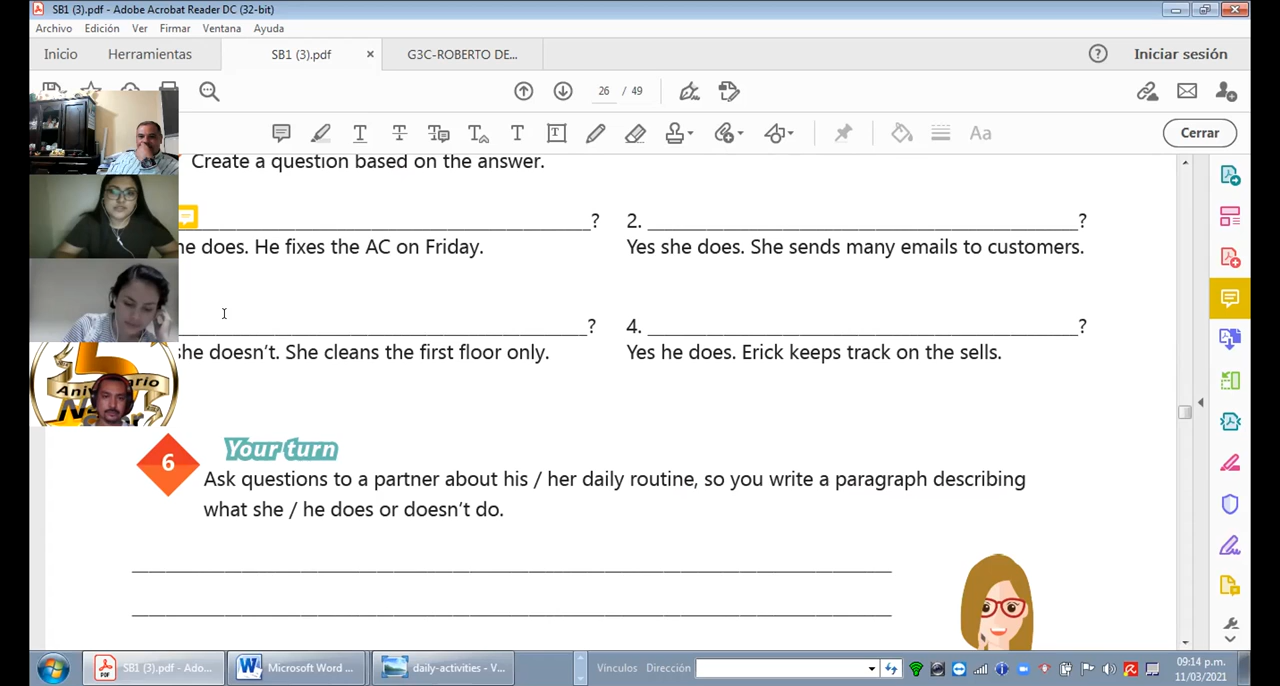 SB1 (3).pdf - Adobe Acrobat Reader DC (32-bit)
Archivo Edición Ver Firmar Ventana Ayuda
Inicio Herramientas SB1 (3).pdf × G3C-ROBERTO DE... ? Iniciar sesión
26 / 49
Aa Cerrar
Create a question based on the answer.
? 2. ?
he does. He fixes the AC on Friday. Yes she does. She sends many emails to customers.
? 4. ?
she doesn't. She cleans the first floor only. Yes he does. Erick keeps track on the sells.
Aniversario
6 Your turn
Ask questions to a partner about his / her daily routine, so you write a paragraph describing
what she / he does or doesn't do.
SB1 (3).pdf - Ado... Microsoft Word ... daily-activities - V... Vínculos Dirección 09:14 p.m.
11/03/2021